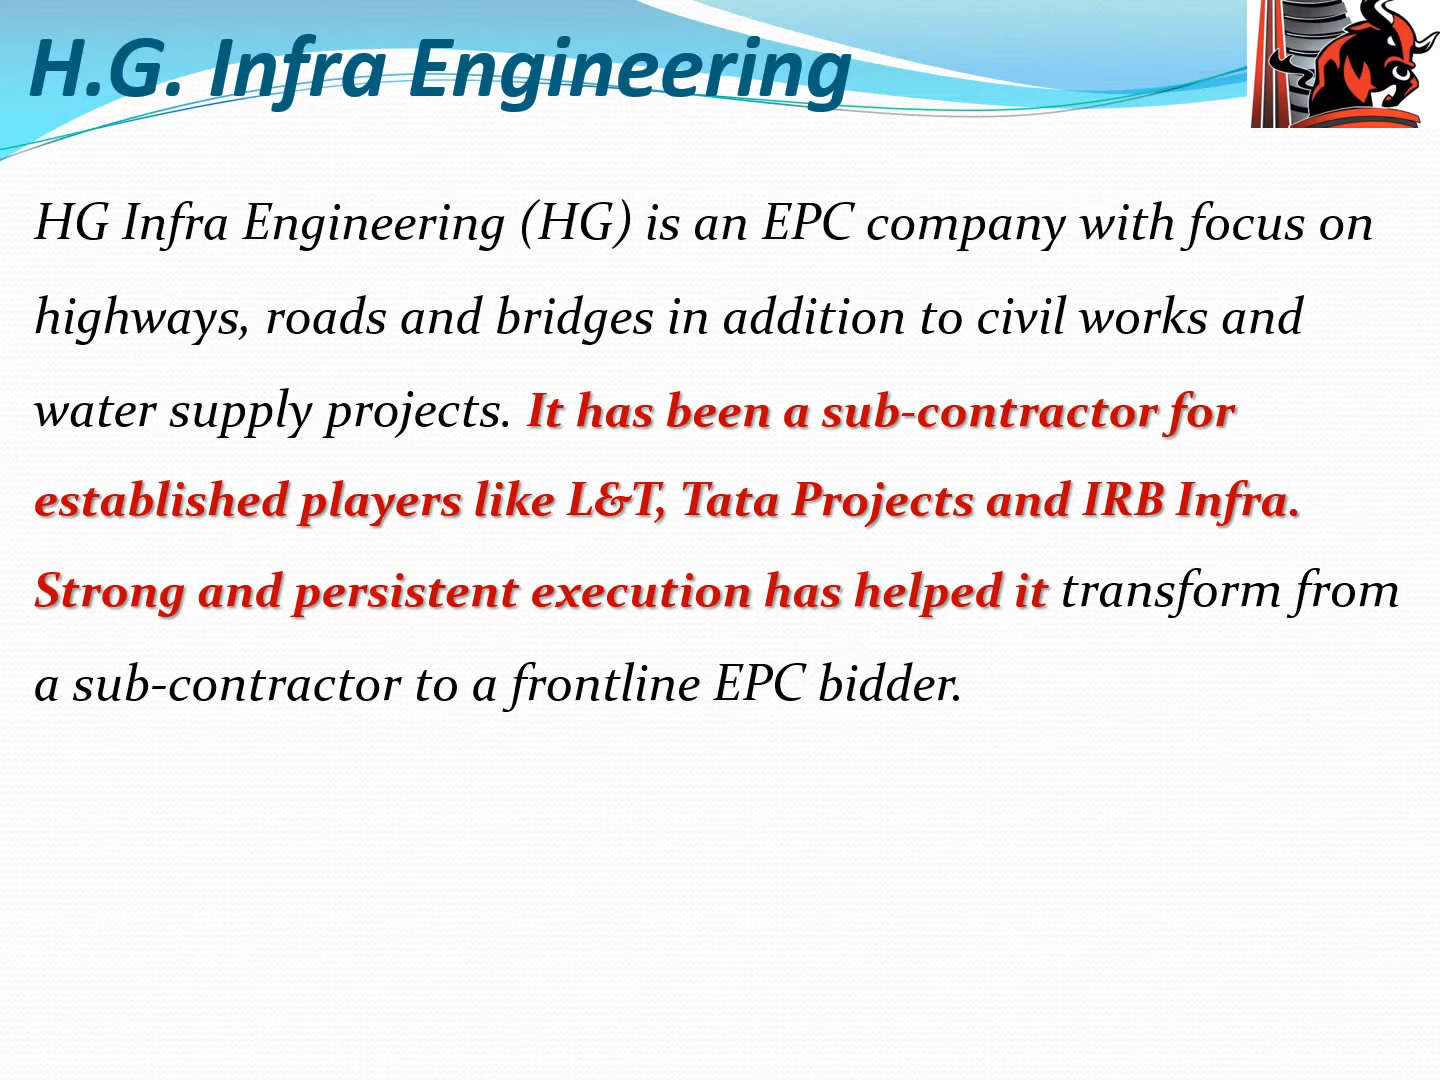 H.G. Infra Engineering
HG Infra Engineering (HG) is an EPC company with focus on
highways, roads and bridges in addition to civil works and
water supply projects. It has been a sub-contractor for
established players like L&T, Tata Projects and IRB Infra.
Strong and persistent execution has helped it transform from
a sub-contractor to a frontline EPC bidder.